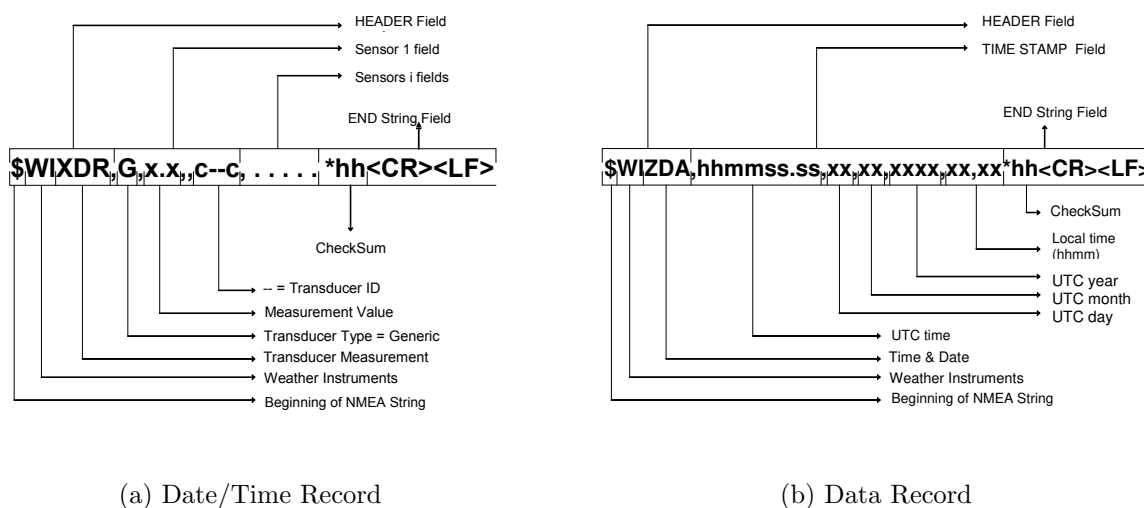 HEADER Field
Sensor 1 field
Sensors i fields
END String Field
$WIXDR,G,x.x,,c--c, . . . . . *hh<CR><LF>
CheckSum
-- = Transducer ID
Measurement Value
Transducer Type = Generic
Transducer Measurement
Weather Instruments
Beginning of NMEA String
(a) Date/Time Record
HEADER Field
TIME STAMP Field
END String Field
$WIZDA,hhmmss.ss,xx,xx,xxxx,xx,xx*hh<CR><LF>
CheckSum
Local time
(hhmm)
UTC year
UTC month
UTC day
UTC time
Time & Date
Weather Instruments
Beginning of NMEA String
(b) Data Record